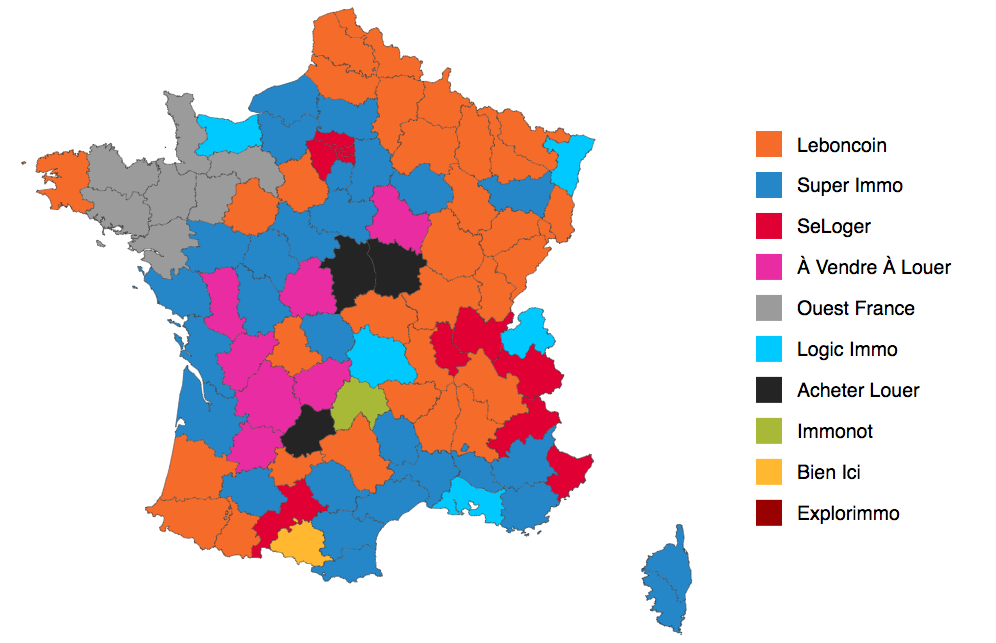 Leboncoin
Super Immo
SeLoger
À Vendre À Louer
Ouest France
Logic Immo
Acheter Louer
Immonot
Bien Ici
Explorimmo